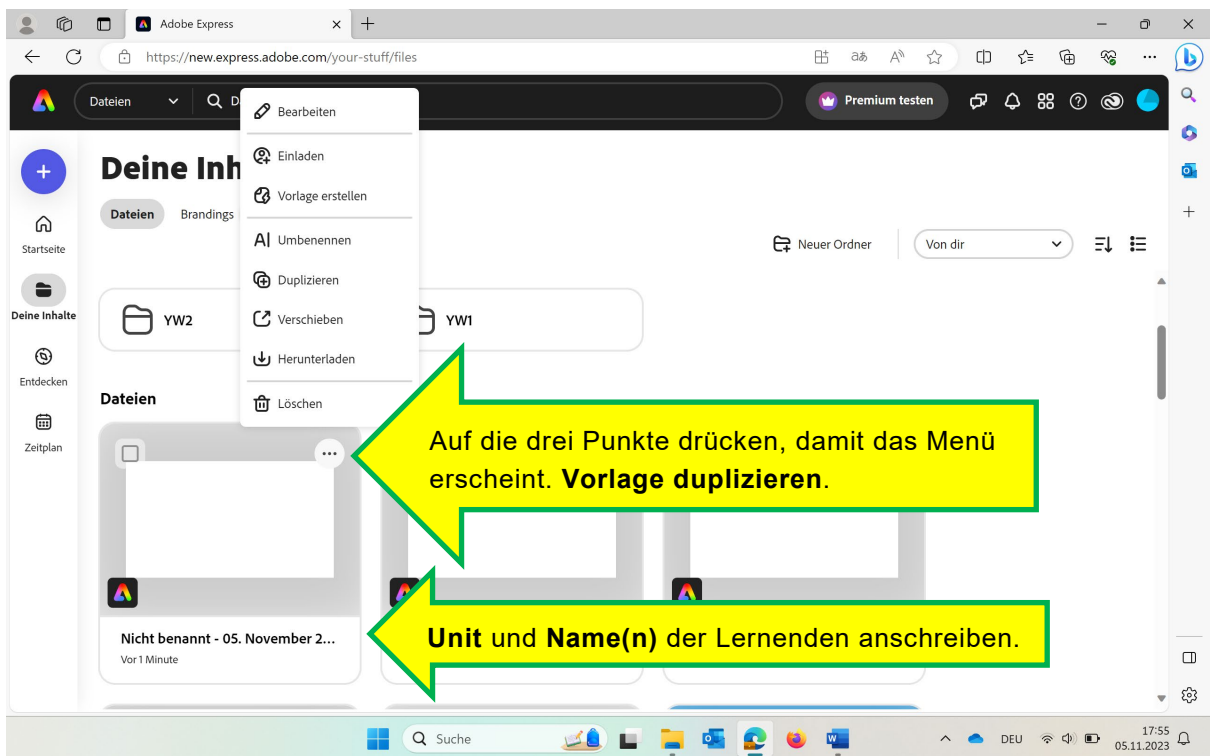 Adobe Express
https://new.express.adobe.com/your-stuff/files
Dateien
Premium testen
Bearbeiten
Einladen
Vorlage erstellen
Umbenennen
Duplizieren
Verschieben
Herunterladen
Löschen
Deine Inh
Dateien Brandings
Neuer Ordner
Von dir
Startseite
Deine Inhalte
Entdecken
Zeitplan
YW2
YW1
Dateien
Auf die drei Punkte drücken, damit das Menü
erscheint. Vorlage duplizieren.
Nicht benannt - 05. November 2...
Vor 1 Minute
Unit und Name(n) der Lernenden anschreiben.
Suche
DEU
17:55
05.11.2023